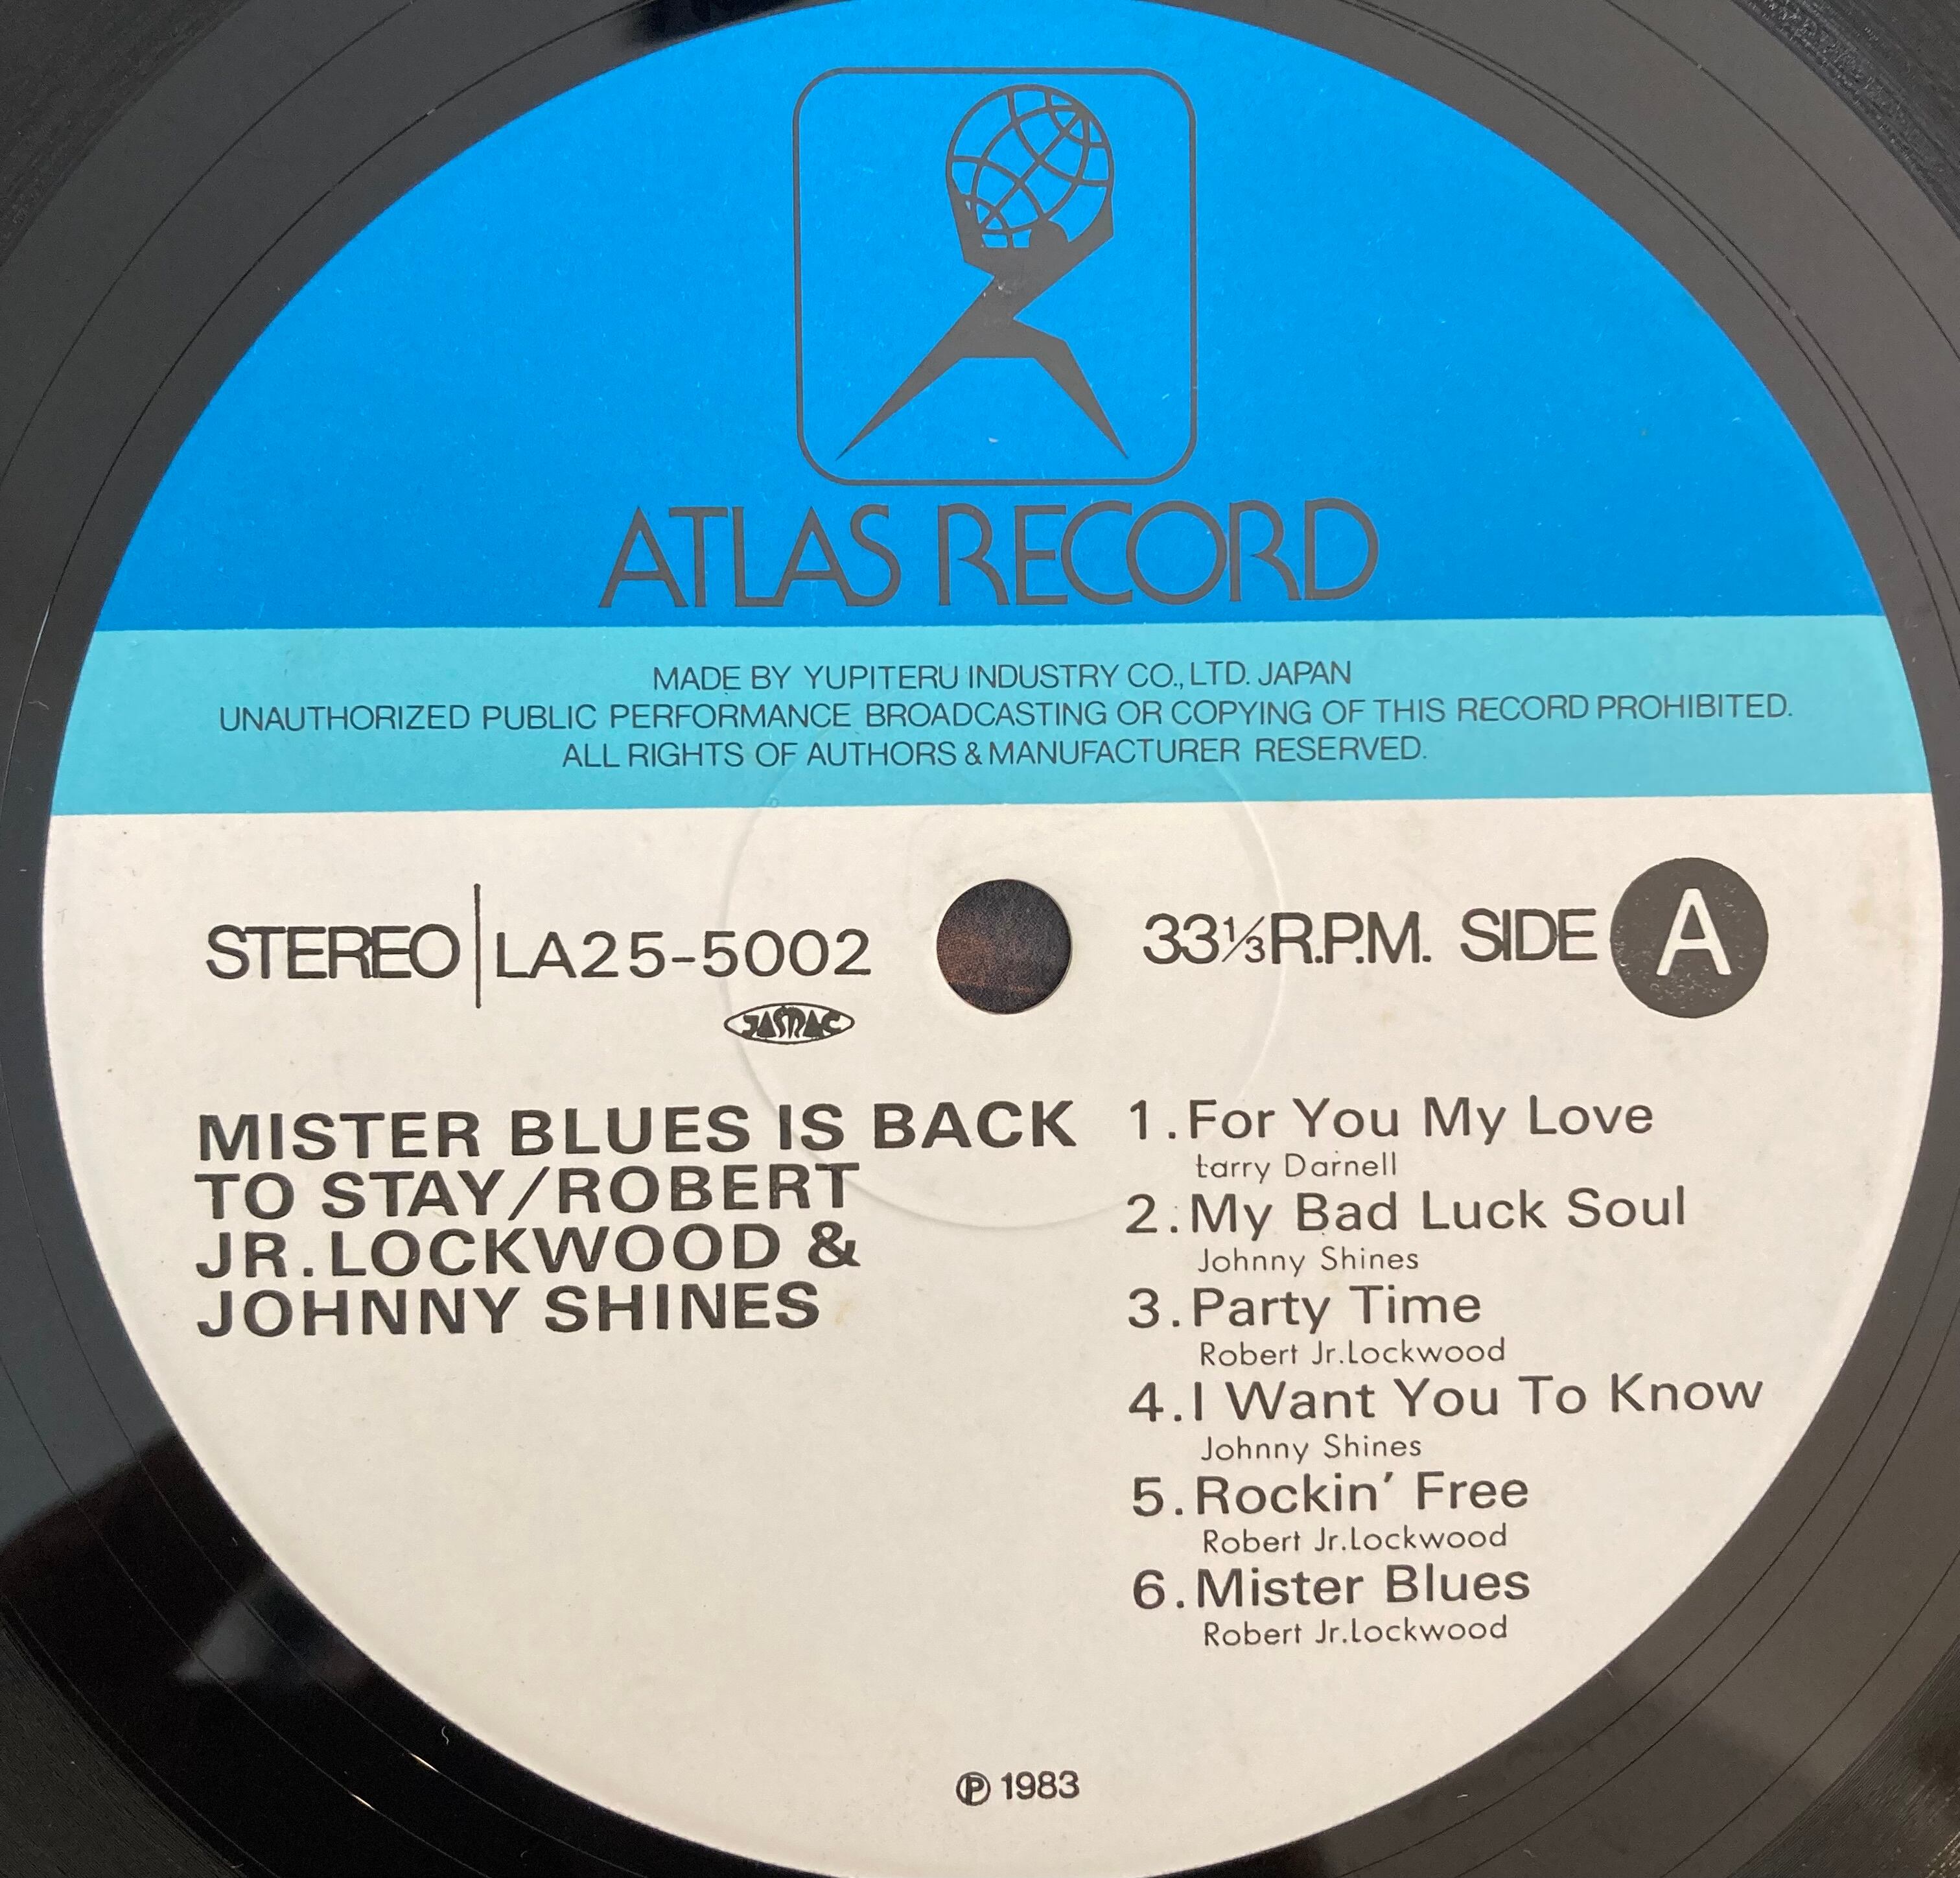 ATLAS RECORD
MADE BY YUPITERU INDUSTRY CO., LTD. JAPAN
UNAUTHORIZED PUBLIC PERFORMANCE BROADCASTING OR COPYING OF THIS RECORD PROHIBITED.
ALL RIGHTS OF AUTHORS & MANUFACTURER RESERVED.
STEREO | LA25-5002
JASRAC
33⅓ R.P.M. SIDE A
MISTER BLUES IS BACK
TO STAY/ROBERT
JR.LOCKWOOD &
JOHNNY SHINES
1.For You My Love
tarry Darnell
2.My Bad Luck Soul
Johnny Shines
3.Party Time
Robert Jr.Lockwood
4.I Want You To Know
Johnny Shines
5.Rockin' Free
Robert Jr.Lockwood
6.Mister Blues
Robert Jr.Lockwood
℗ 1983